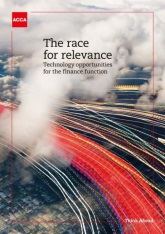 ACCA
The race
for relevance
Technology opportunities
for the finance function
Think Ahead